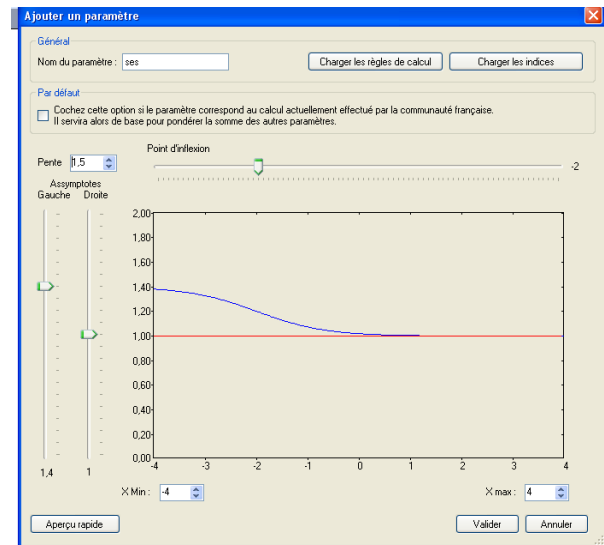 Ajouter un paramètre
Général
Nom du paramètre : ses Charger les règles de calcul Charger les indices
Par défaut
Cochez cette option si le paramètre correspond au calcul actuellement effectué par la communauté française.
Il servira alors de base pour pondérer la somme des autres paramètres.
Point d'inflexion
Pente 1,5 -2
Assymptotes
Gauche Droite
2,00
1,80
1,60
1,40
1,20
1,00
0,80
0,60
0,40
0,20
0,00
-4 -3 -2 -1 0 1 2 3 4
1,4 1
X Min : -4 X max : 4
Aperçu rapide Valider Annuler